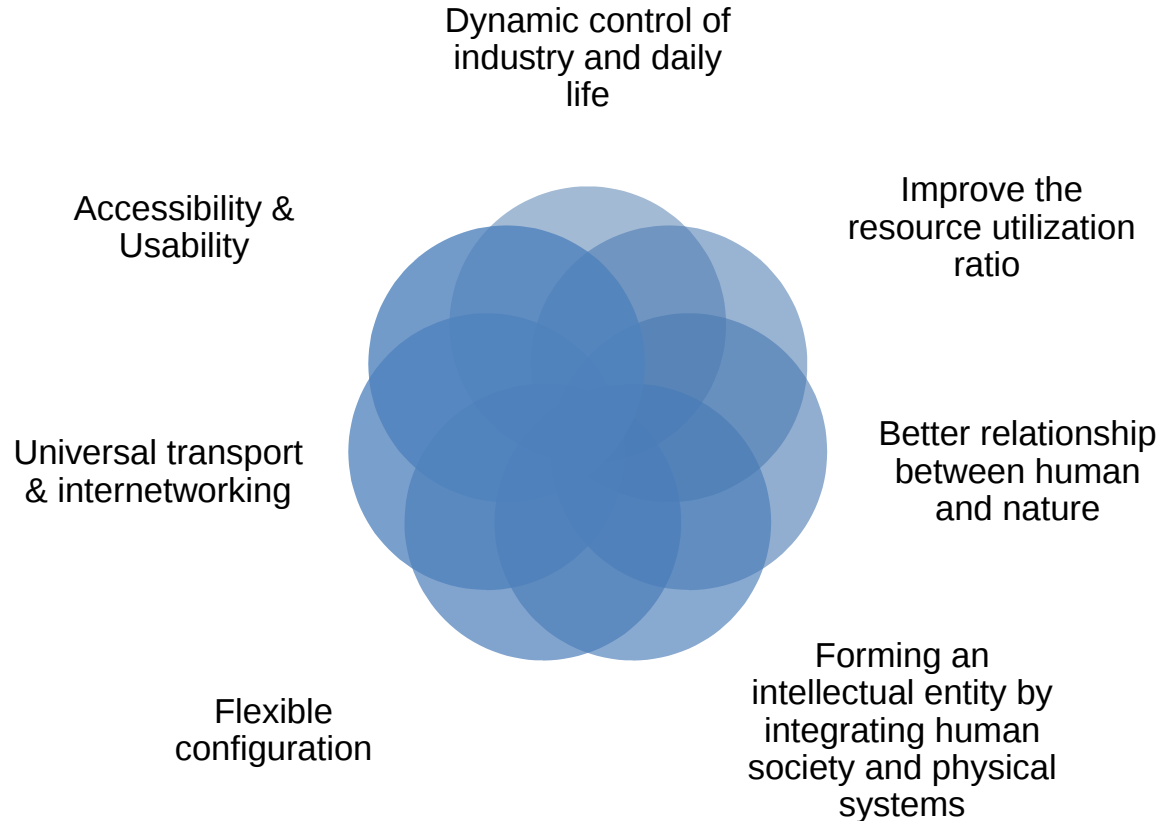 Dynamic control of
industry and daily
life
Improve the
resource utilization
ratio
Better relationship
between human
and nature
Forming an
intellectual entity by
integrating human
society and physical
systems
Flexible
configuration
Universal transport
& internetworking
Accessibility &
Usability